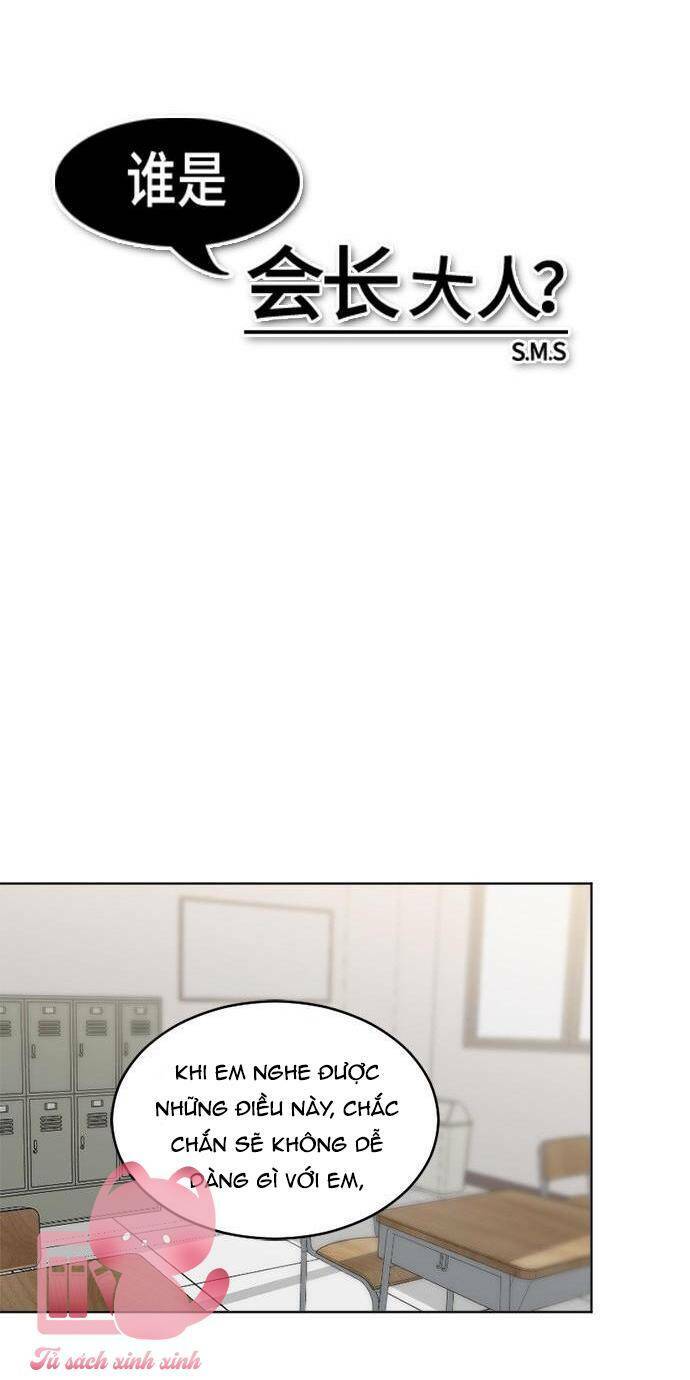 谁是
会长大人?
S.M.S
KHI EM NGHE ĐƯỢC
NHỮNG ĐIỀU NÀY, CHẮC
CHẮN SẼ KHÔNG DỄ
DÀNG GÌ VỚI EM,
Tủ sách xinh xinh